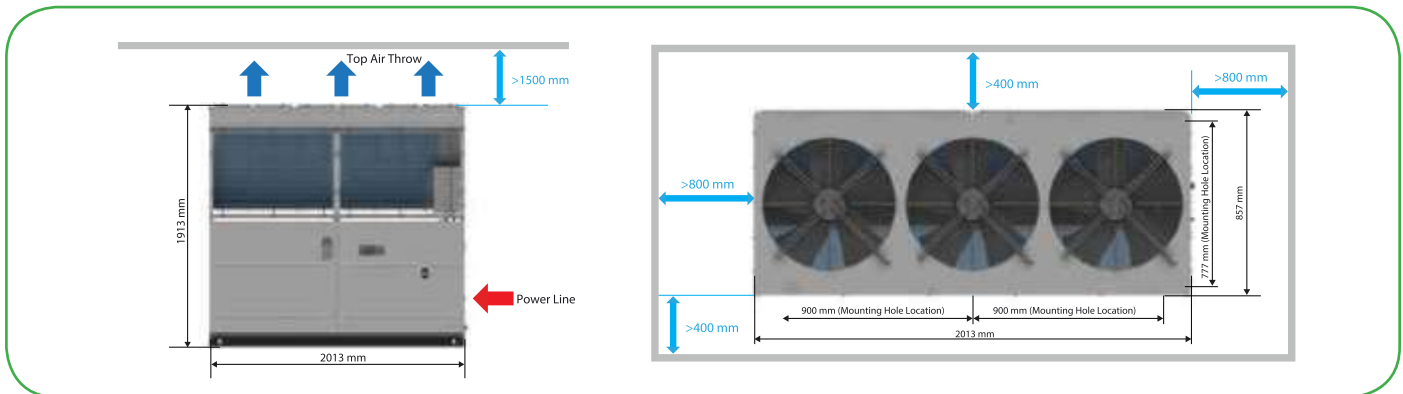 Top Air Throw
>1500 mm
1913 mm
Power Line
2013 mm
>400 mm
>800 mm
>800 mm
777 mm (Mounting Hole Location)
857 mm
>400 mm
900 mm (Mounting Hole Location)
900 mm (Mounting Hole Location)
2013 mm